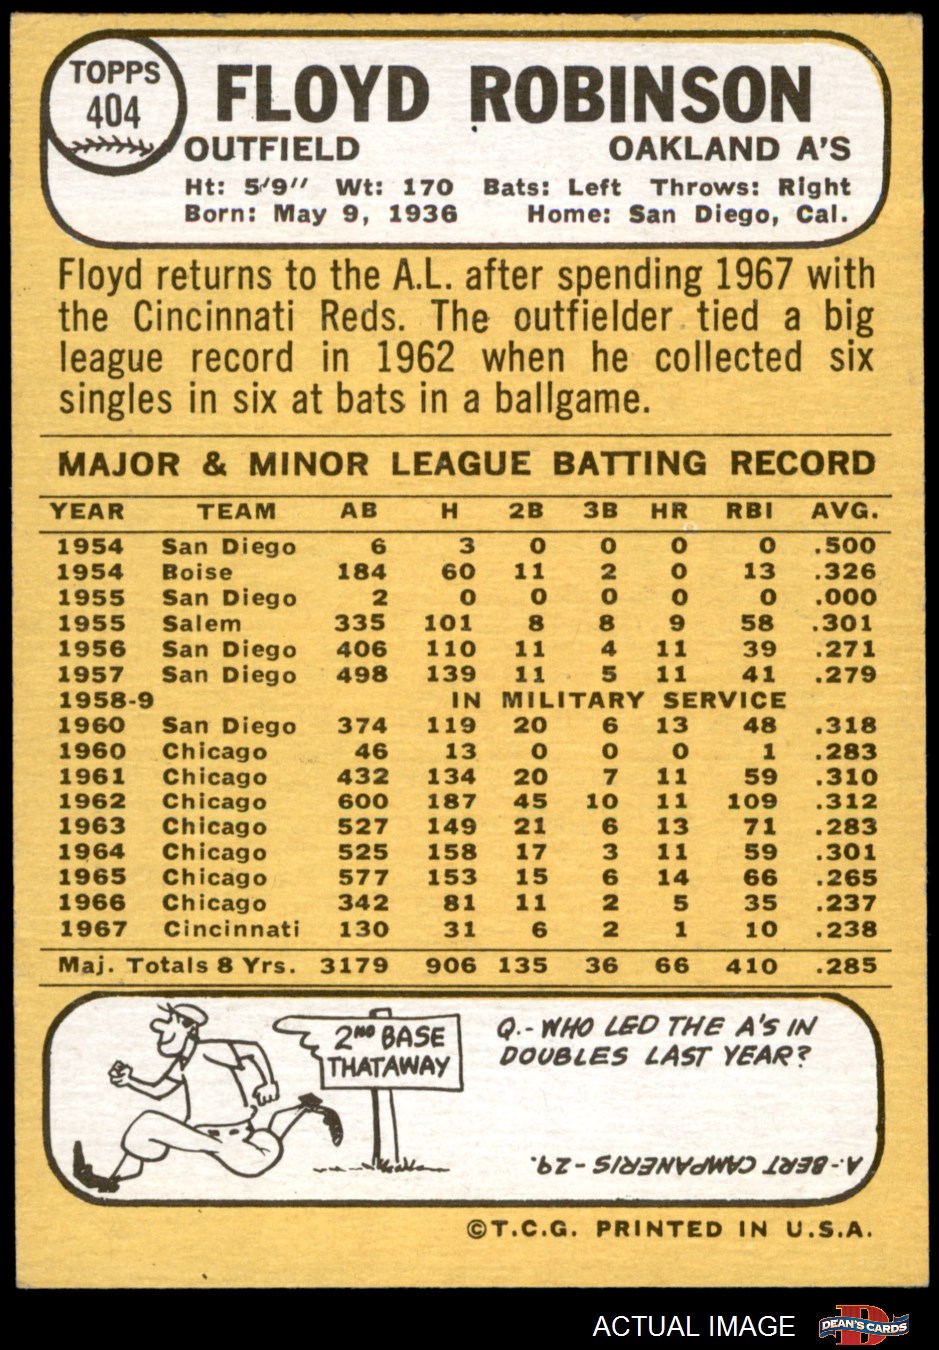 TOPPS
404
FLOYD ROBINSON
OUTFIELD OAKLAND A'S
Ht: 5'9'' Wt: 170 Bats: Left Throws: Right
Born: May 9, 1936 Home: San Diego, Cal.
Floyd returns to the A.L. after spending 1967 with
the Cincinnati Reds. The outfielder tied a big
league record in 1962 when he collected six
singles in six at bats in a ballgame.
MAJOR & MINOR LEAGUE BATTING RECORD
YEAR TEAM AB H 2B 3B HR RBI AVG.
1954 San Diego 6 3 0 0 0 0 .500
1954 Boise 184 60 11 2 0 13 .326
1955 San Diego 2 0 0 0 0 0 .000
1955 Salem 335 101 8 8 9 58 .301
1956 San Diego 406 110 11 4 11 39 .271
1957 San Diego 498 139 11 5 11 41 .279
1958-9 IN MILITARY SERVICE
1960 San Diego 374 119 20 6 13 48 .318
1960 Chicago 46 13 0 0 0 1 .283
1961 Chicago 432 134 20 7 11 59 .310
1962 Chicago 600 187 45 10 11 109 .312
1963 Chicago 527 149 21 6 13 71 .283
1964 Chicago 525 158 17 3 11 59 .301
1965 Chicago 577 153 15 6 14 66 .265
1966 Chicago 342 81 11 2 5 35 .237
1967 Cincinnati 130 31 6 2 1 10 .238
Maj. Totals 8 Yrs. 3179 906 135 36 66 410 .285
2ND BASE
THATAWAY
Q.-WHO LED THE A'S IN
DOUBLES LAST YEAR?
A.-BERT CAMPANERIS-29.
©T.C.G. PRINTED IN U.S.A.
ACTUAL IMAGE
DEAN'S CARDS